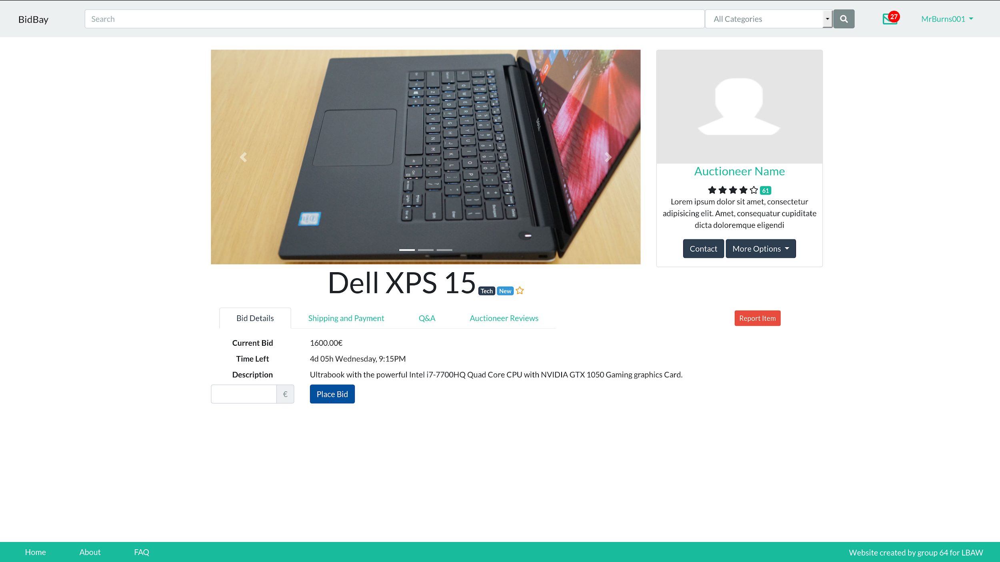 BidBay
Search
All Categories
27
MrBurns001
Auctioneer Name
61
Lorem ipsum dolor sit amet, consectetur
adipisicing elit. Amet, consequatur cupiditate
dicta doloremque eligendi
Contact
More Options
Dell XPS 15 Tech New
Bid Details
Shipping and Payment
Q&A
Auctioneer Reviews
Report Item
Current Bid 1600.00€
Time Left 4d 05h Wednesday, 9:15PM
Description Ultrabook with the powerful Intel i7-7700HQ Quad Core CPU with NVIDIA GTX 1050 Gaming graphics Card.
€
Place Bid
Home
About
FAQ
Website created by group 64 for LBAW